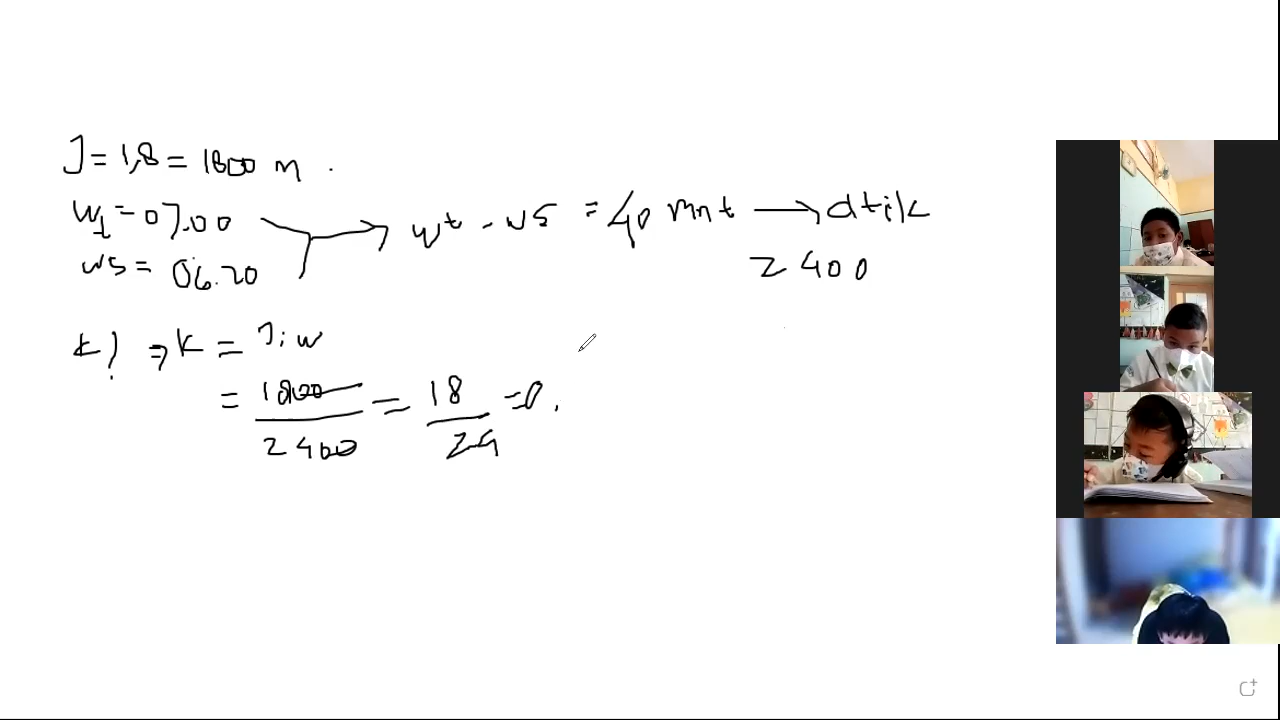 J = 1,8 = 1800 m .
Wt = 07.00
ws = 06.20
wt - ws = 40 mnt → dtik
2400
K? ⇒ K = J : w
= 1800/2400 = 18/24 = 0,